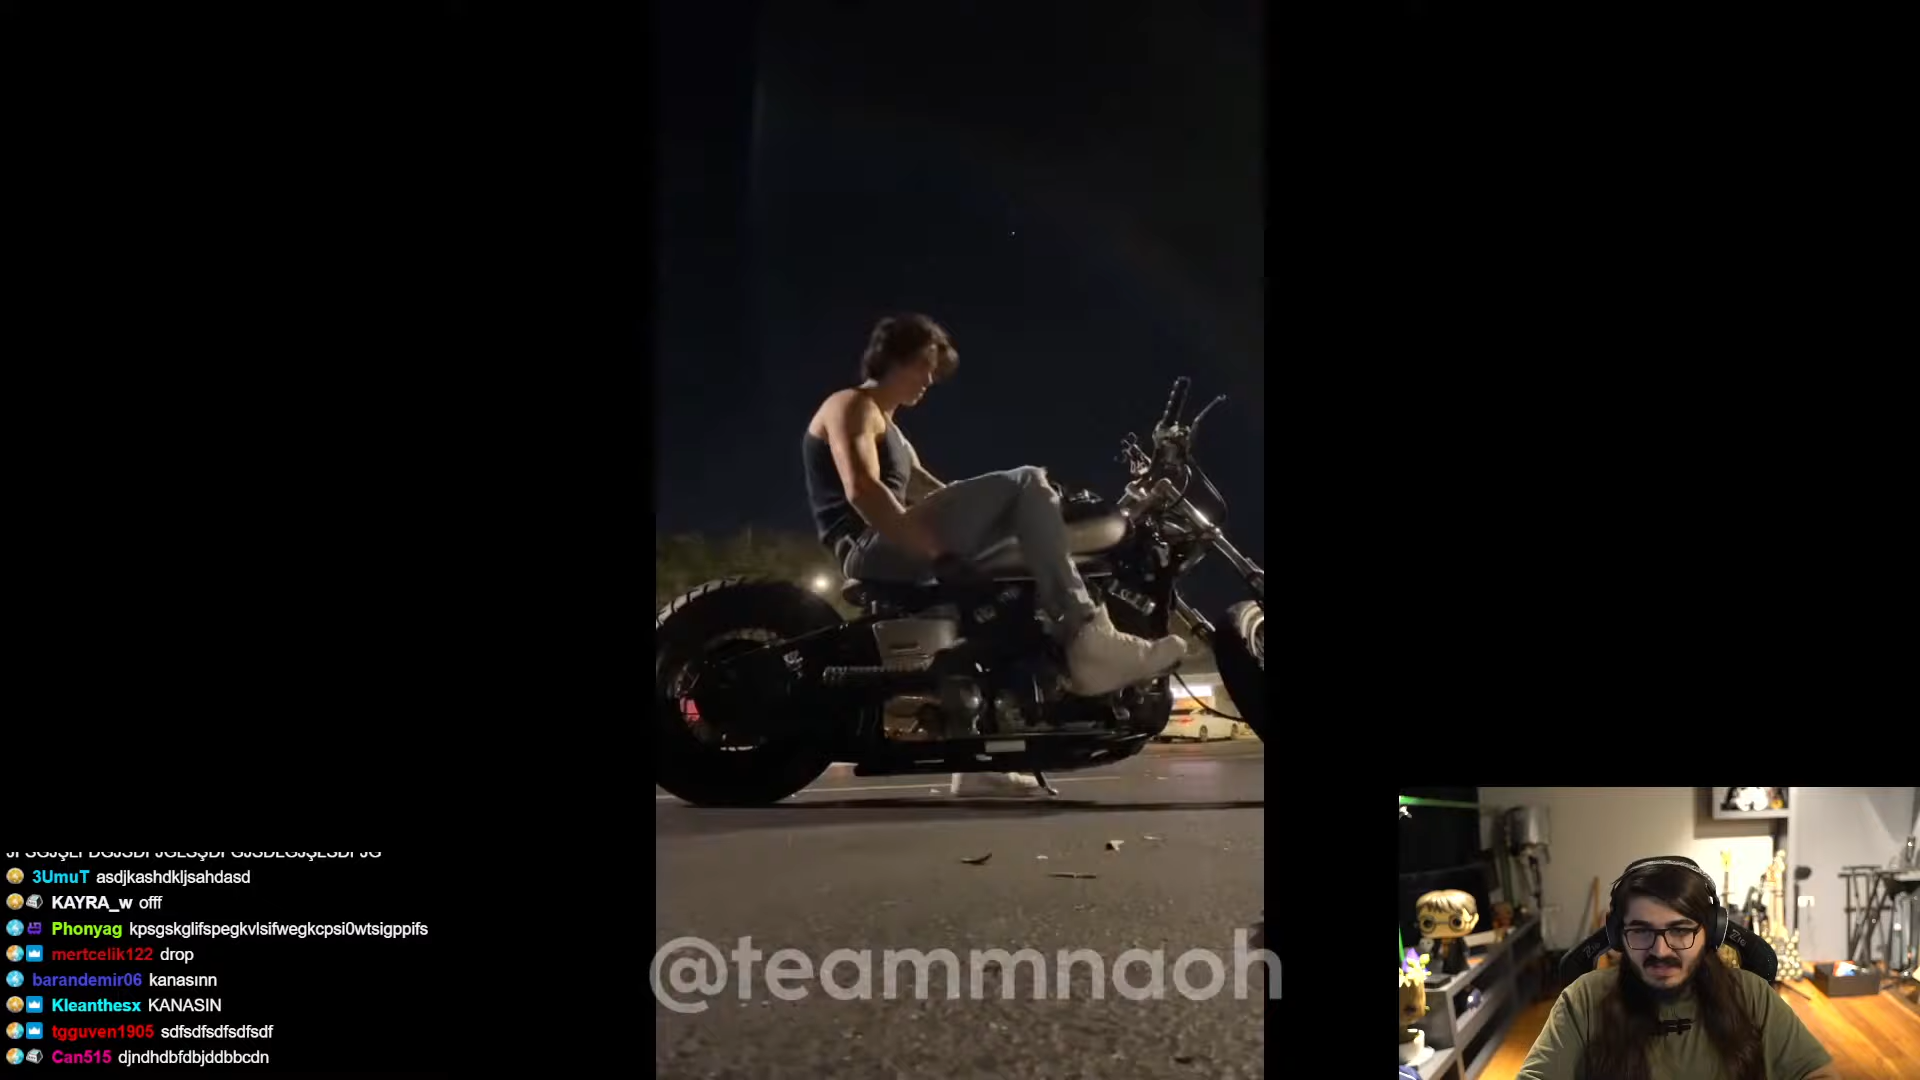 3UmuT asdjkashdkljsahdasd
KAYRA_w offf
Phonyag kpsgskglifspegkvlsifwegkcpsi0wtsigppifs
mertcelik122 drop
barandemir06 kanasınn
Kleanthesx KANASIN
tgguven1905 sdfsdfsdfsdfsdf
Can515 djndhdbfdbjddbbcdn
@teammnaoh